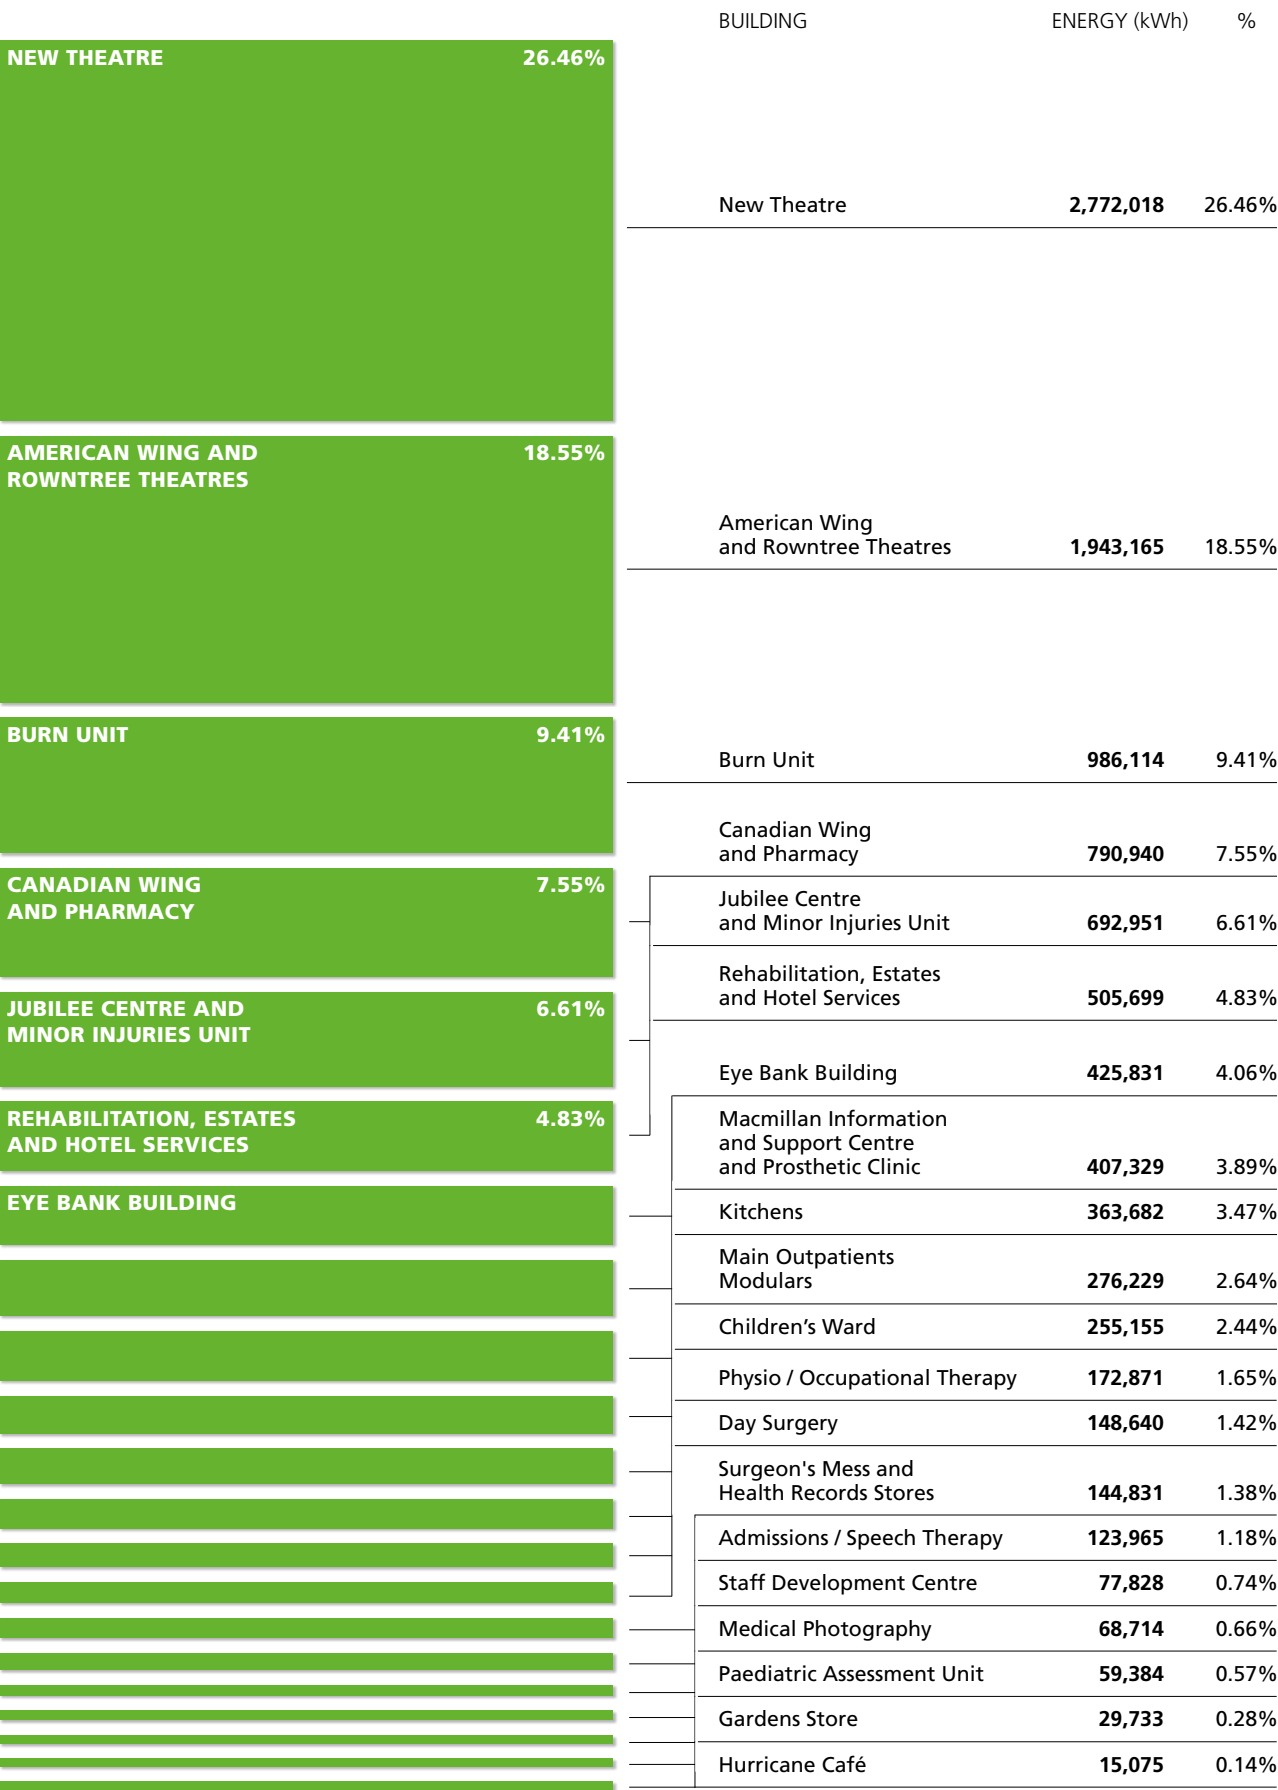 BUILDING ENERGY (kWh) %
NEW THEATRE 26.46%
New Theatre 2,772,018 26.46%
AMERICAN WING AND 18.55%
ROWNTREE THEATRES
American Wing
and Rowntree Theatres 1,943,165 18.55%
BURN UNIT 9.41%
Burn Unit 986,114 9.41%
Canadian Wing
and Pharmacy 790,940 7.55%
CANADIAN WING 7.55%
AND PHARMACY
Jubilee Centre
and Minor Injuries Unit 692,951 6.61%
Rehabilitation, Estates
and Hotel Services 505,699 4.83%
JUBILEE CENTRE AND 6.61%
MINOR INJURIES UNIT
Eye Bank Building 425,831 4.06%
REHABILITATION, ESTATES 4.83%
AND HOTEL SERVICES
Macmillan Information
and Support Centre
and Prosthetic Clinic 407,329 3.89%
EYE BANK BUILDING
Kitchens 363,682 3.47%
Main Outpatients
Modulars 276,229 2.64%
Children’s Ward 255,155 2.44%
Physio / Occupational Therapy 172,871 1.65%
Day Surgery 148,640 1.42%
Surgeon's Mess and
Health Records Stores 144,831 1.38%
Admissions / Speech Therapy 123,965 1.18%
Staff Development Centre 77,828 0.74%
Medical Photography 68,714 0.66%
Paediatric Assessment Unit 59,384 0.57%
Gardens Store 29,733 0.28%
Hurricane Café 15,075 0.14%